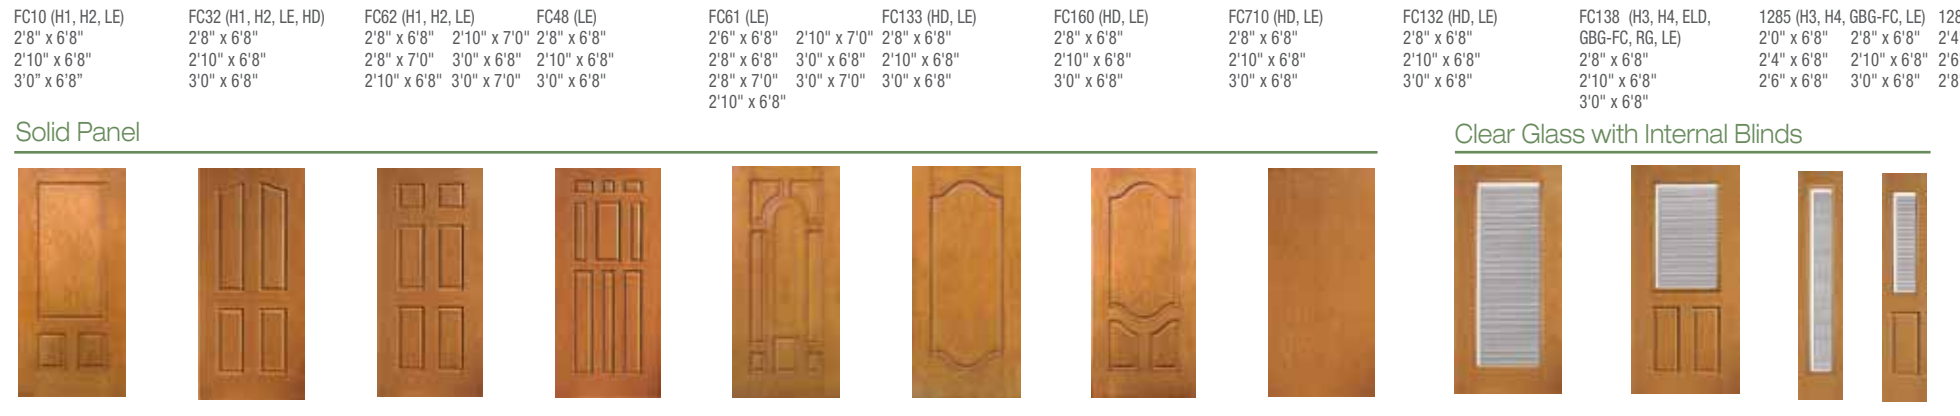 FC10 (H1, H2, LE)
2'8" x 6'8"
2'10" x 6'8"
3'0” x 6'8”
FC32 (H1, H2, LE, HD)
2'8" x 6'8"
2'10" x 6'8"
3'0" x 6'8"
FC62 (H1, H2, LE)
2'8" x 6'8" 2'10" x 7'0"
2'8" x 7'0" 3'0" x 6'8"
2'10" x 6'8" 3'0" x 7'0"
FC48 (LE)
2'8" x 6'8"
2'10" x 6'8"
3'0" x 6'8"
FC61 (LE)
2'6" x 6'8" 2'10" x 7'0"
2'8" x 6'8" 3'0" x 6'8"
2'8" x 7'0" 3'0" x 7'0"
2'10" x 6'8"
FC133 (HD, LE)
2'8" x 6'8"
2'10" x 6'8"
3'0" x 6'8"
FC160 (HD, LE)
2'8" x 6'8"
2'10" x 6'8"
3'0" x 6'8"
FC710 (HD, LE)
2'8" x 6'8"
2'10" x 6'8"
3'0" x 6'8"
FC132 (HD, LE)
2'8" x 6'8"
2'10" x 6'8"
3'0" x 6'8"
FC138 (H3, H4, ELD,
GBG-FC, RG, LE)
2'8" x 6'8"
2'10" x 6'8"
3'0" x 6'8"
1285 (H3, H4, GBG-FC, LE)
2'0" x 6'8" 2'8" x 6'8"
2'4" x 6'8" 2'10" x 6'8"
2'6" x 6'8" 3'0" x 6'8"
128
2'4
2'6
2'8
Solid Panel
Clear Glass with Internal Blinds